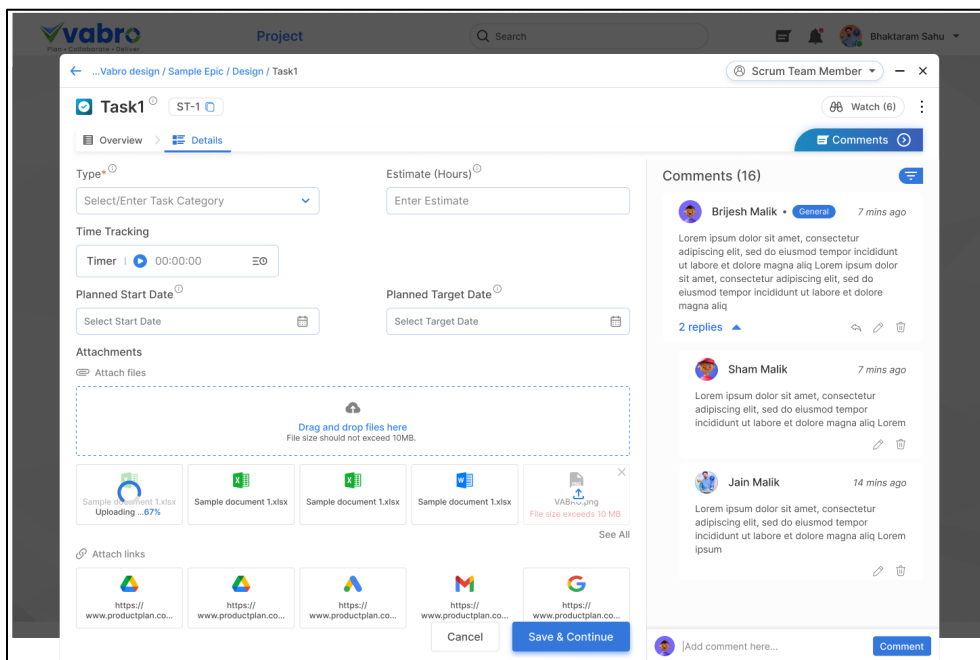 vabro
Plan • Collaborate • Deliver
Project
Search
Bhaktaram Sahu
...Vabro design / Sample Epic / Design / Task1
Scrum Team Member
Task1
ST-1
Watch (6)
Overview
Details
Comments
Type*
Select/Enter Task Category
Estimate (Hours)
Enter Estimate
Time Tracking
Timer
00:00:00
Planned Start Date
Select Start Date
Planned Target Date
Select Target Date
Attachments
Attach files
Drag and drop files here
File size should not exceed 10MB.
Sample document 1.xlsx
Uploading ...67%
Sample document 1.xlsx
Sample document 1.xlsx
Sample document 1.xlsx
VABRO.png
File size exceeds 10 MB
See All
Attach links
https://
www.productplan.co...
https://
www.productplan.co...
https://
www.productplan.co...
https://
www.productplan.co...
https://
www.productplan.co...
Cancel
Save & Continue
Comments (16)
Brijesh Malik • General 7 mins ago
Lorem ipsum dolor sit amet, consectetur
adipiscing elit, sed do eiusmod tempor incididunt
ut labore et dolore magna aliq Lorem ipsum dolor
sit amet, consectetur adipiscing elit, sed do
eiusmod tempor incididunt ut labore et dolore
magna aliq
2 replies
Sham Malik 7 mins ago
Lorem ipsum dolor sit amet, consectetur
adipiscing elit, sed do eiusmod tempor
incididunt ut labore et dolore magna aliq Lorem
Jain Malik 14 mins ago
Lorem ipsum dolor sit amet, consectetur
adipiscing elit, sed do eiusmod tempor
incididunt ut labore et dolore magna aliq Lorem
ipsum
Add comment here...
Comment